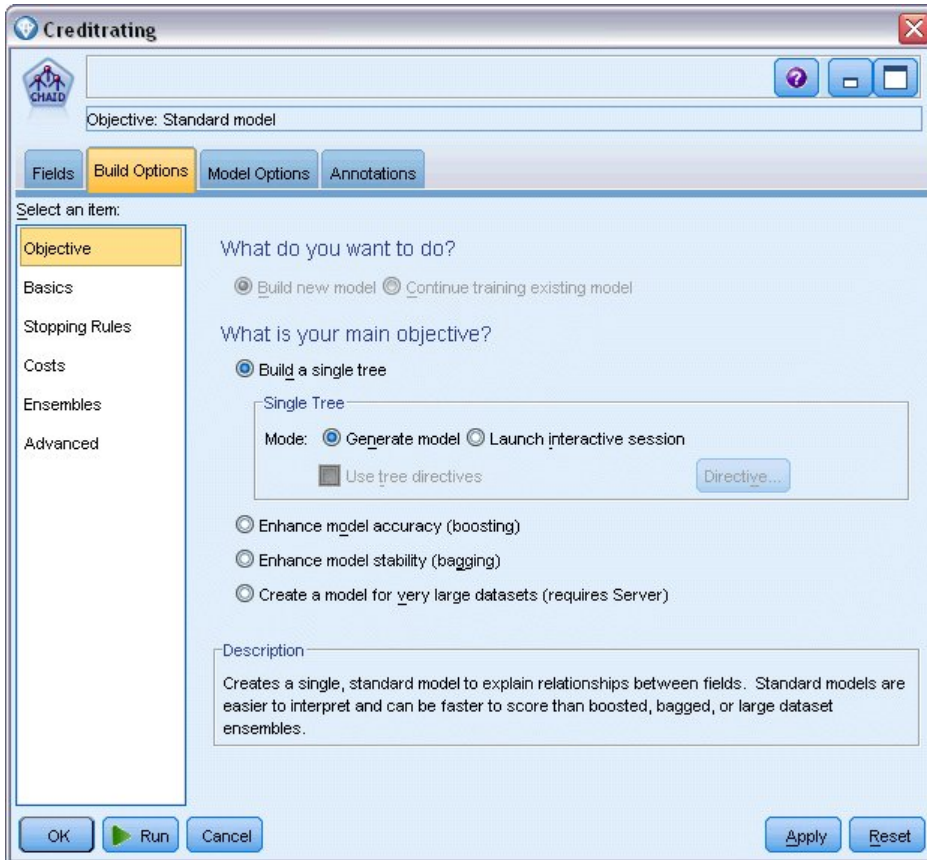 Creditrating
CHAID
?
Objective: Standard model
Fields Build Options Model Options Annotations
Select an item:
Objective
Basics
Stopping Rules
Costs
Ensembles
Advanced
What do you want to do?
Build new model Continue training existing model
What is your main objective?
Build a single tree
Single Tree
Mode: Generate model Launch interactive session
Use tree directives Directive...
Enhance model accuracy (boosting)
Enhance model stability (bagging)
Create a model for very large datasets (requires Server)
Description
Creates a single, standard model to explain relationships between fields. Standard models are
easier to interpret and can be faster to score than boosted, bagged, or large dataset
ensembles.
OK Run Cancel Apply Reset